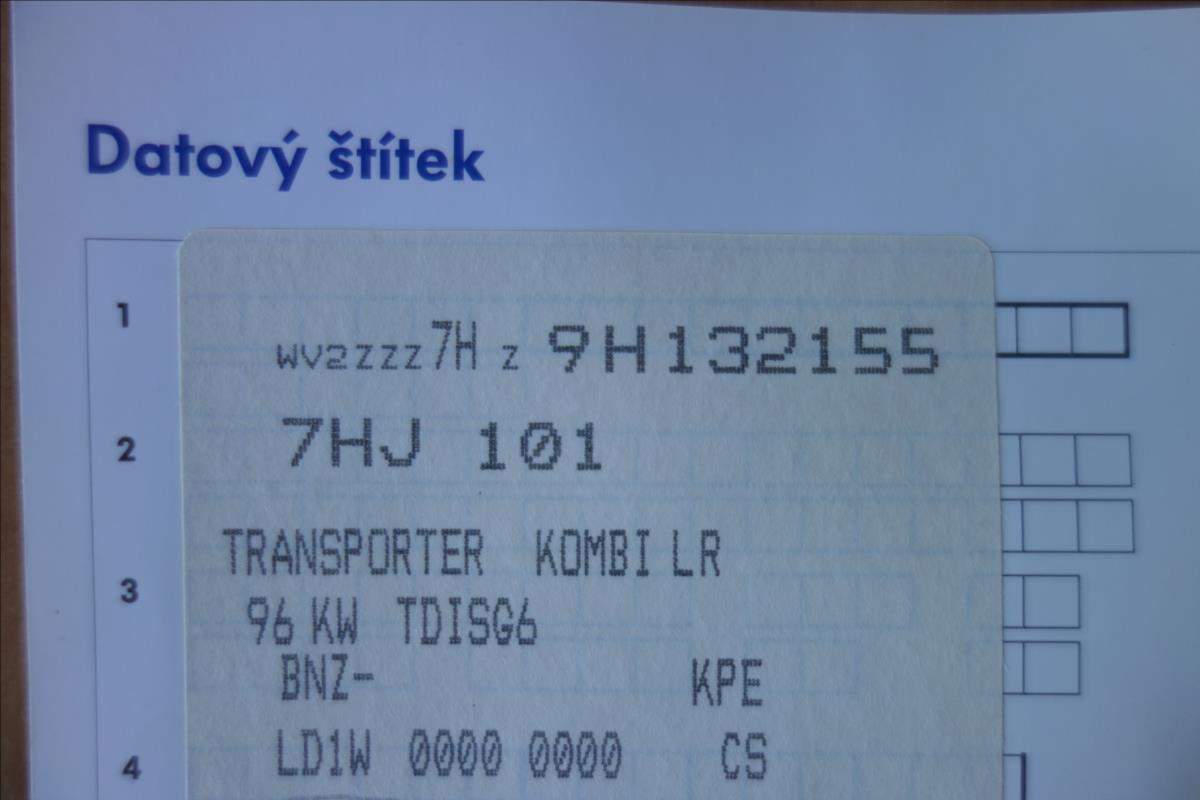 Datový štítek
1 WV2ZZZ7H Z 9H132155
2 7HJ 101
TRANSPORTER KOMBI LR
3 96 KW TDISG6
BNZ- KPE
4 LD1W 0000 0000 CS